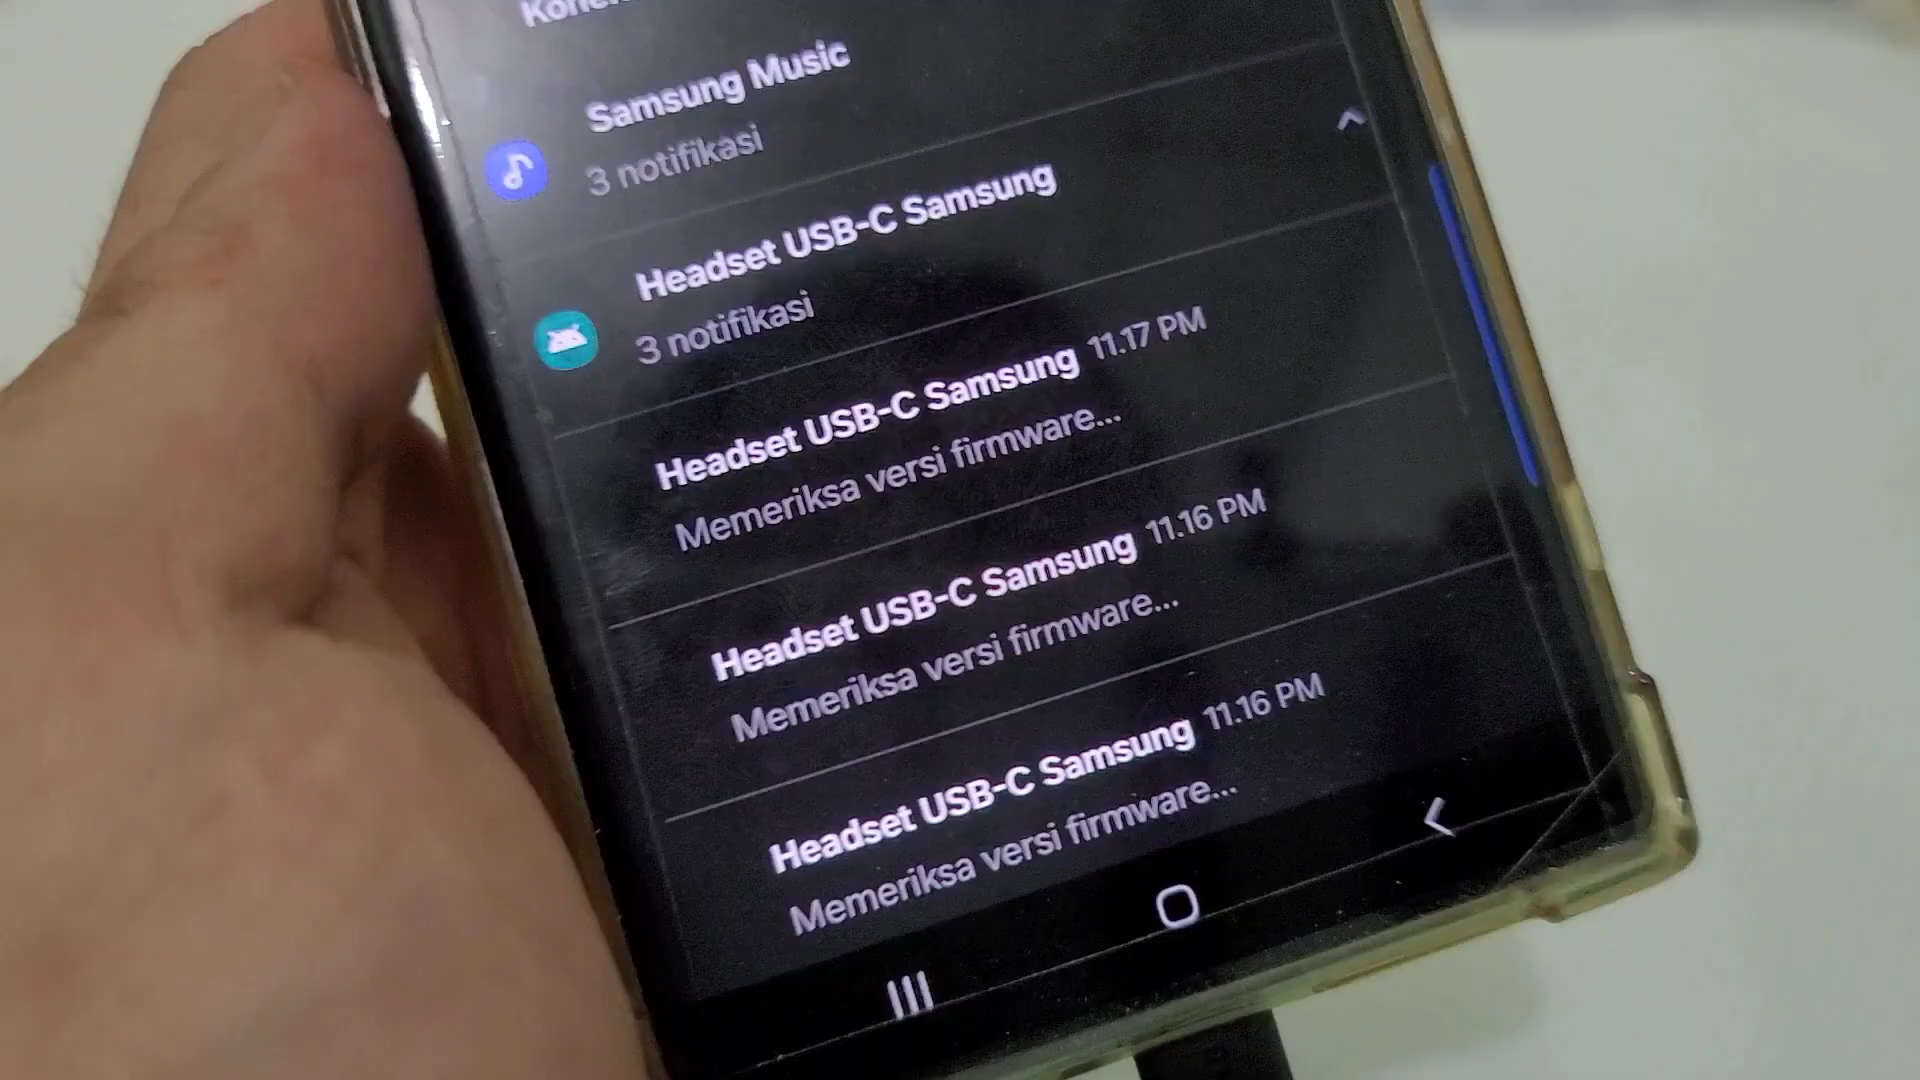 Samsung Music
3 notifikasi
Headset USB-C Samsung
3 notifikasi
Headset USB-C Samsung 11.17 PM
Memeriksa versi firmware...
Headset USB-C Samsung 11.16 PM
Memeriksa versi firmware...
Headset USB-C Samsung 11.16 PM
Memeriksa versi firmware...